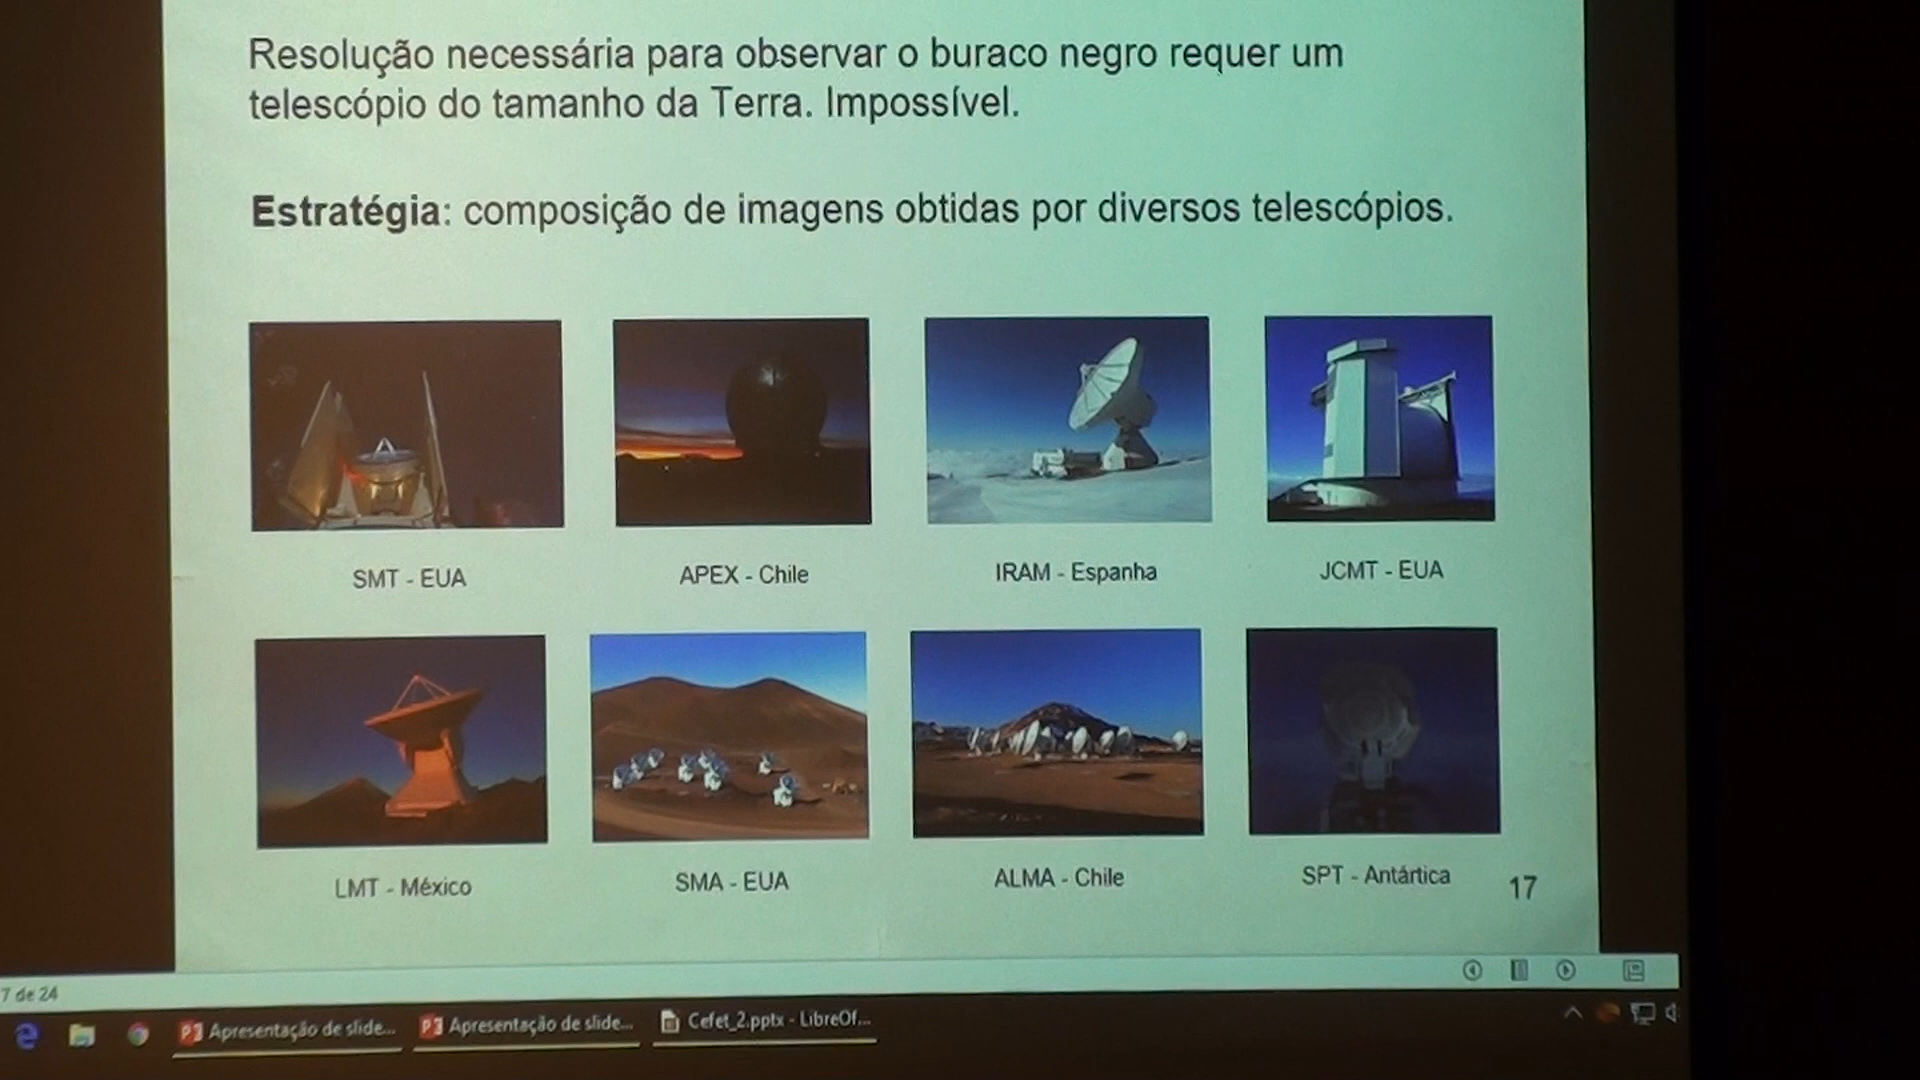 Resolução necessária para observar o buraco negro requer um
telescópio do tamanho da Terra. Impossível.
Estratégia: composição de imagens obtidas por diversos telescópios.
SMT - EUA
APEX - Chile
IRAM - Espanha
JCMT - EUA
LMT - México
SMA - EUA
ALMA - Chile
SPT - Antártica
17
7 de 24
Apresentação de slide...
Apresentação de slide...
Cefet_2.pptx - LibreOf...